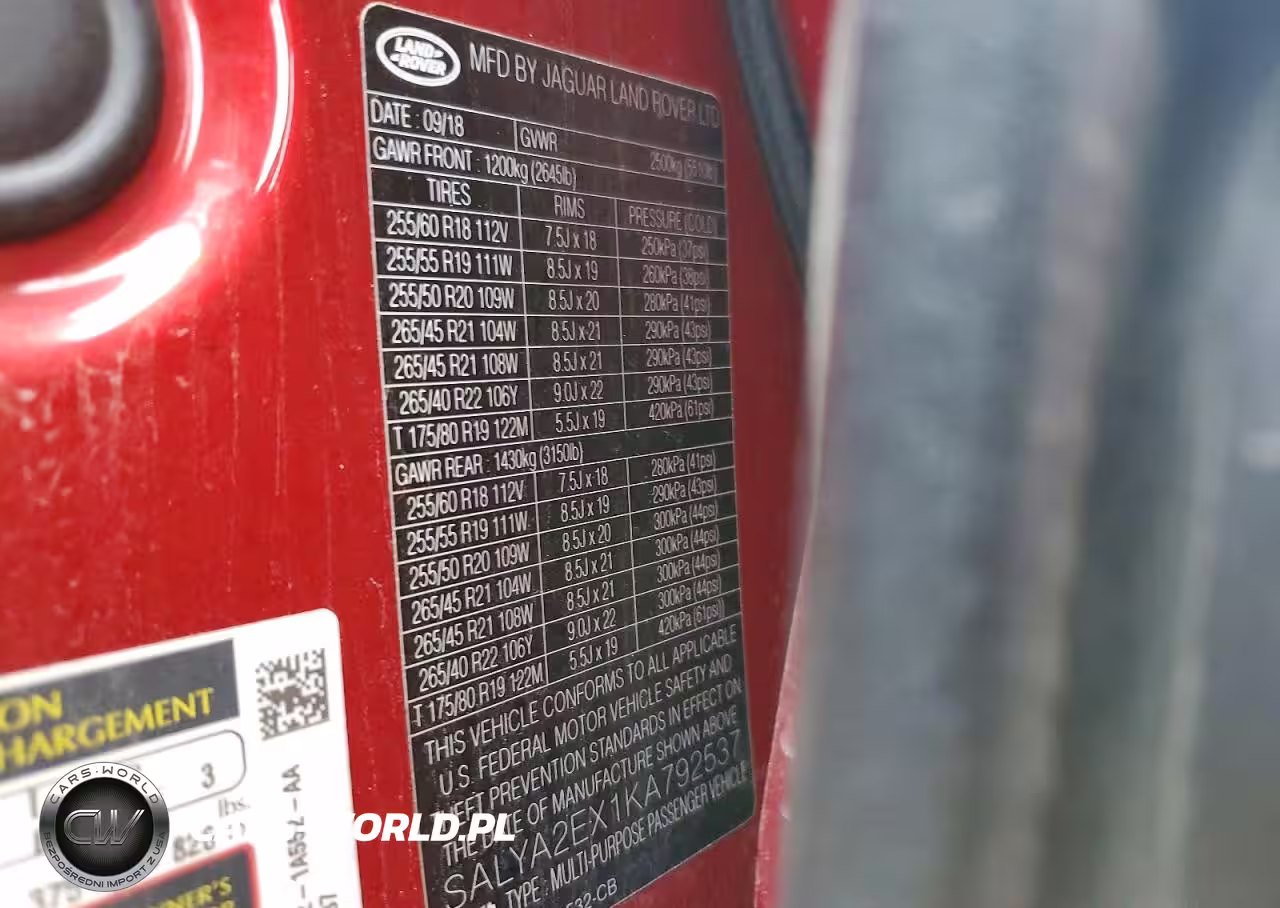 LAND ROVER
MFD BY JAGUAR LAND ROVER LTD
DATE : 09/18 GVWR 2500kg (5510lb)
GAWR FRONT : 1200kg (2645lb)
TIRES RIMS PRESSURE (COLD)
255/60 R18 112V 7.5J x 18 250kPa (37psi)
255/55 R19 111W 8.5J x 19 260kPa (38psi)
255/50 R20 109W 8.5J x 20 280kPa (41psi)
265/45 R21 104W 8.5J x 21 290kPa (43psi)
265/45 R21 108W 8.5J x 21 290kPa (43psi)
265/40 R22 106Y 9.0J x 22 290kPa (43psi)
T 175/80 R19 122M 5.5J x 19 420kPa (61psi)
GAWR REAR : 1430kg (3150lb)
255/60 R18 112V 7.5J x 18 280kPa (41psi)
255/55 R19 111W 8.5J x 19 290kPa (43psi)
255/50 R20 109W 8.5J x 20 300kPa (44psi)
265/45 R21 104W 8.5J x 21 300kPa (44psi)
265/45 R21 108W 8.5J x 21 300kPa (44psi)
265/40 R22 106Y 9.0J x 22 300kPa (44psi)
T 175/80 R19 122M 5.5J x 19 420kPa (61psi)
THIS VEHICLE CONFORMS TO ALL APPLICABLE
U.S. FEDERAL MOTOR VEHICLE SAFETY AND
THEFT PREVENTION STANDARDS IN EFFECT ON
THE DATE OF MANUFACTURE SHOWN ABOVE
SALYA2EX1KA792537
TYPE : MULTI-PURPOSE PASSENGER VEHICLE
532-CB
ON
HARGEMENT
3
lbs.
CARS-WORLD
CW
BEZPOŚREDNI IMPORT Z USA
WORLD.PL